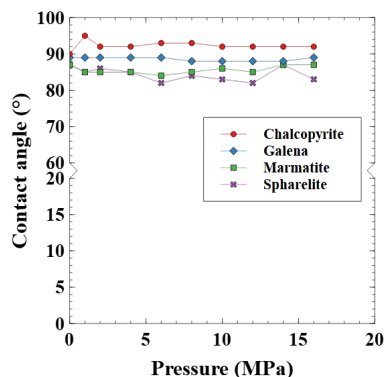 100
90
80
70
60
20
15
10
5
0
Contact angle (°)
Chalcopyrite
Galena
Marmatite
Spharelite
0 5 10 15 20
Pressure (MPa)